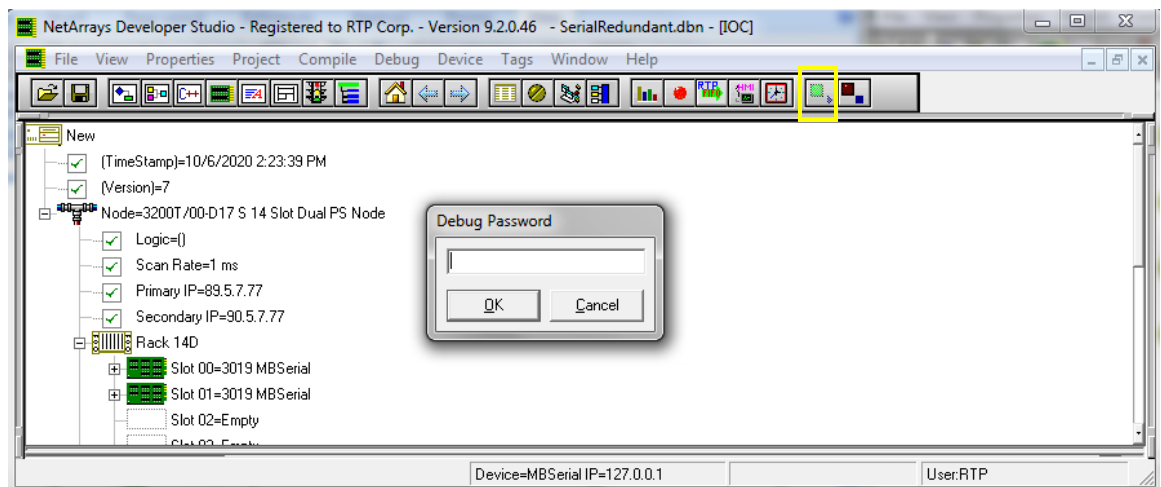 NetArrays Developer Studio - Registered to RTP Corp. - Version 9.2.0.46 - SerialRedundant.dbn - [IOC]
File View Properties Project Compile Debug Device Tags Window Help
C++
RTP
HMI
New
(TimeStamp)=10/6/2020 2:23:39 PM
(Version)=7
Node=3200T/00-D17 S 14 Slot Dual PS Node
Logic=()
Scan Rate=1 ms
Primary IP=89.5.7.77
Secondary IP=90.5.7.77
Rack 14D
Slot 00=3019 MBSerial
Slot 01=3019 MBSerial
Slot 02=Empty
Debug Password
OK Cancel
Device=MBSerial IP=127.0.0.1 User:RTP